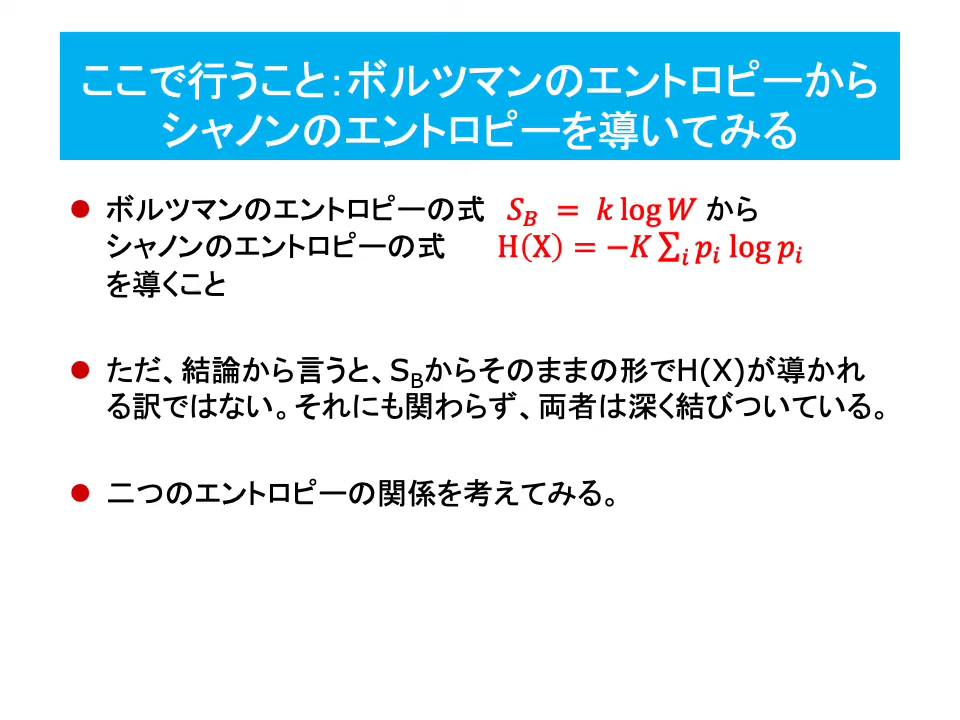 ここで行うこと：ボルツマンのエントロピーから
シャノンのエントロピーを導いてみる
● ボルツマンのエントロピーの式 S_B = k log W から
シャノンのエントロピーの式 H(X) = −K ∑_i p_i log p_i
を導くこと
● ただ、結論から言うと、S_Bからそのままの形でH(X)が導かれ
る訳ではない。それにも関わらず、両者は深く結びついている。
● 二つのエントロピーの関係を考えてみる。